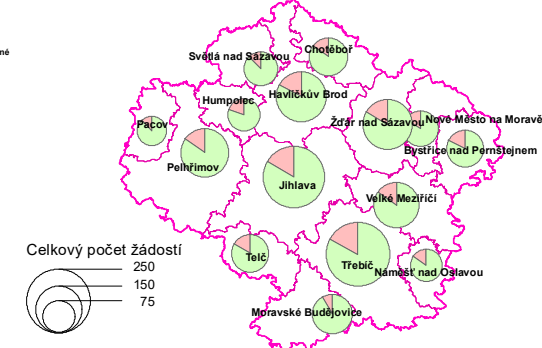 né
Chotěboř
Světlá nad Sázavou
Havlíčkův Brod
Humpolec
Pacov
Žďár nad Sázavou
Nové Město na Moravě
Bystřice nad Pernštejnem
Pelhřimov
Jihlava
Velké Meziříčí
Telč
Třebíč
Náměšť nad Oslavou
Moravské Budějovice
Celkový počet žádostí
250
150
75